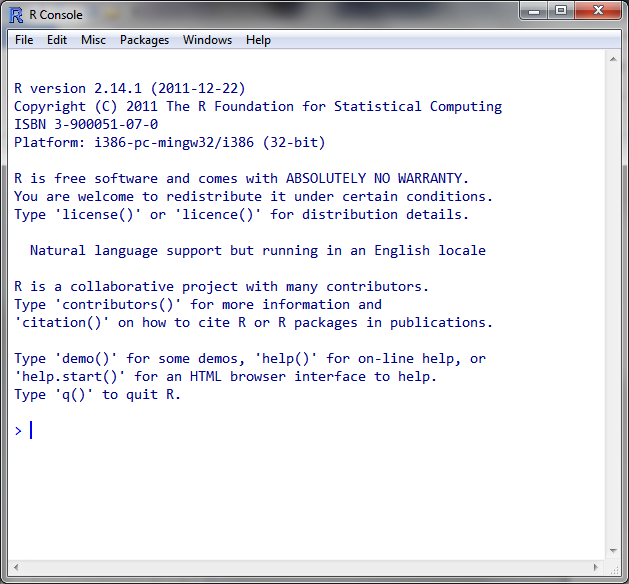 R Console
File Edit Misc Packages Windows Help
R version 2.14.1 (2011-12-22)
Copyright (C) 2011 The R Foundation for Statistical Computing
ISBN 3-900051-07-0
Platform: i386-pc-mingw32/i386 (32-bit)
R is free software and comes with ABSOLUTELY NO WARRANTY.
You are welcome to redistribute it under certain conditions.
Type 'license()' or 'licence()' for distribution details.
Natural language support but running in an English locale
R is a collaborative project with many contributors.
Type 'contributors()' for more information and
'citation()' on how to cite R or R packages in publications.
Type 'demo()' for some demos, 'help()' for on-line help, or
'help.start()' for an HTML browser interface to help.
Type 'q()' to quit R.
>